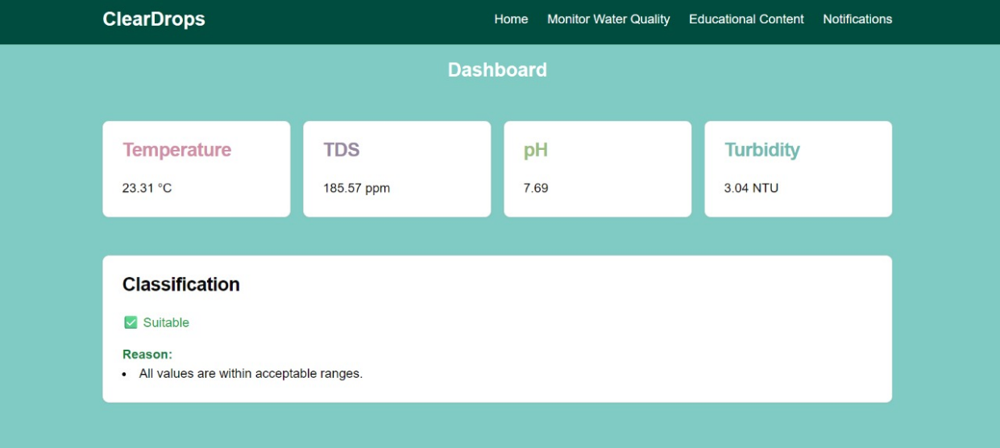 ClearDrops
Home Monitor Water Quality Educational Content Notifications
Dashboard
Temperature
23.31 °C
TDS
185.57 ppm
pH
7.69
Turbidity
3.04 NTU
Classification
✅ Suitable
Reason:
• All values are within acceptable ranges.